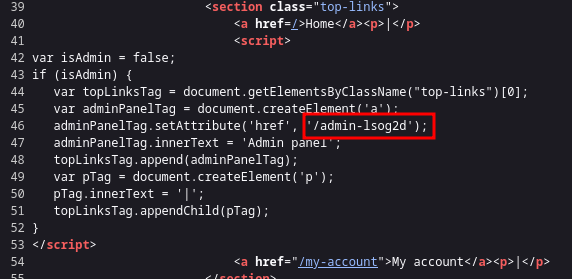 39 <section class="top-links">
40 <a href=/>Home</a><p>|</p>
41 <script>
42 var isAdmin = false;
43 if (isAdmin) {
44 var topLinksTag = document.getElementsByClassName("top-links")[0];
45 var adminPanelTag = document.createElement('a');
46 adminPanelTag.setAttribute('href', '/admin-lsog2d');
47 adminPanelTag.innerText = 'Admin panel';
48 topLinksTag.append(adminPanelTag);
49 var pTag = document.createElement('p');
50 pTag.innerText = '|';
51 topLinksTag.appendChild(pTag);
52 }
53 </script>
54 <a href="/my-account">My account</a><p>|</p>
55 </section>